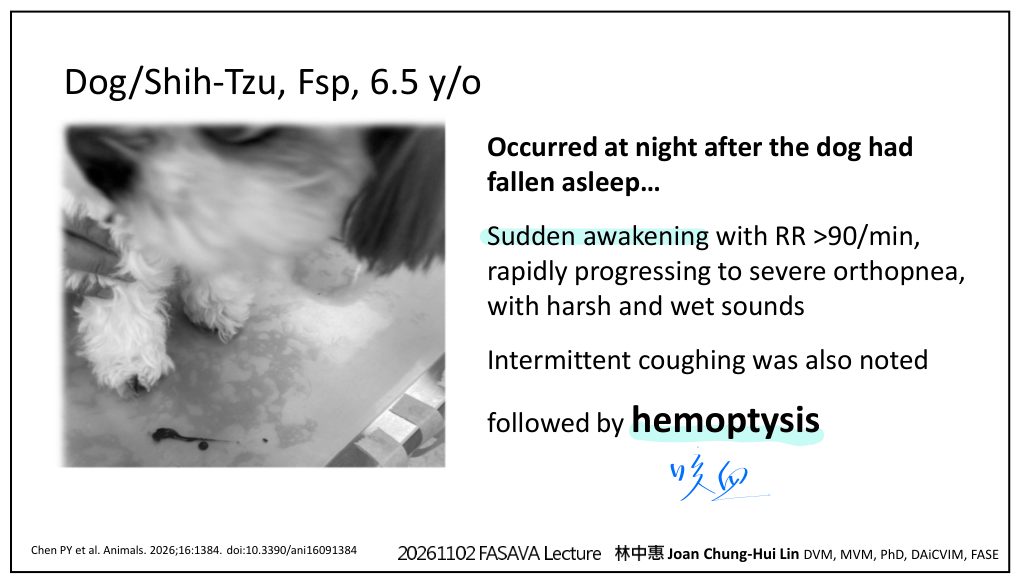 Dog/Shih-Tzu, Fsp, 6.5 y/o
Occurred at night after the dog had
fallen asleep…
Sudden awakening with RR >90/min,
rapidly progressing to severe orthopnea,
with harsh and wet sounds
Intermittent coughing was also noted
followed by hemoptysis
咳血
Chen PY et al. Animals. 2026;16:1384. doi:10.3390/ani16091384
20261102 FASAVA Lecture 林中惠 Joan Chung-Hui Lin DVM, MVM, PhD, DAiCVIM, FASE